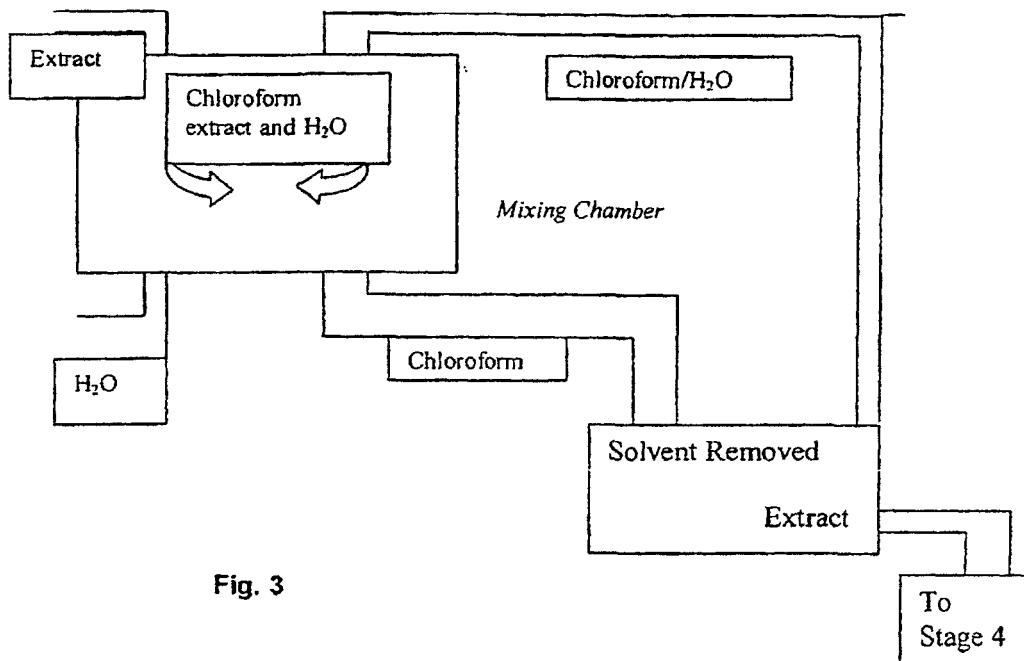 Extract
Chloroform
extract and H₂O
Chloroform/H₂O
Mixing Chamber
Chloroform
H₂O
Solvent Removed
Extract
Fig. 3
To
Stage 4